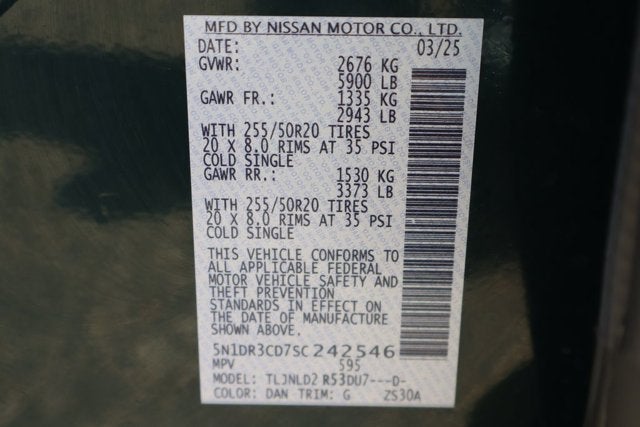 MFD BY NISSAN MOTOR CO., LTD.
DATE: 03/25
GVWR: 2676 KG
5900 LB
GAWR FR.: 1335 KG
2943 LB
WITH 255/50R20 TIRES
20 X 8.0 RIMS AT 35 PSI
COLD SINGLE
GAWR RR.: 1530 KG
3373 LB
WITH 255/50R20 TIRES
20 X 8.0 RIMS AT 35 PSI
COLD SINGLE
THIS VEHICLE CONFORMS TO
ALL APPLICABLE FEDERAL
MOTOR VEHICLE SAFETY AND
THEFT PREVENTION
STANDARDS IN EFFECT ON
THE DATE OF MANUFACTURE
SHOWN ABOVE.
5N1DR3CD7SC242546
MPV 595
MODEL: TLJNLD2 R53DU7---D-
COLOR: DAN TRIM: G ZS30A